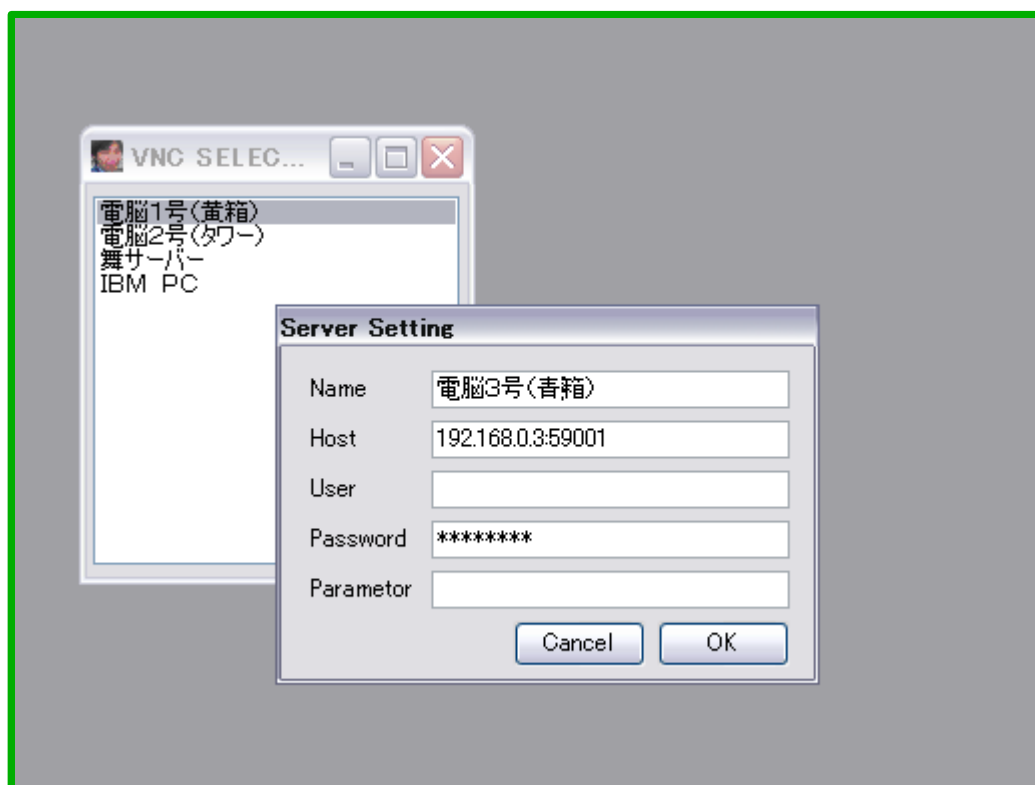 VNC SELEC...
電脳1号(黄箱)
電脳2号(タワー)
舞サーバー
IBM PC
Server Setting
Name 電脳3号(青箱)
Host 192.168.0.3:59001
User
Password ********
Parametor
Cancel OK